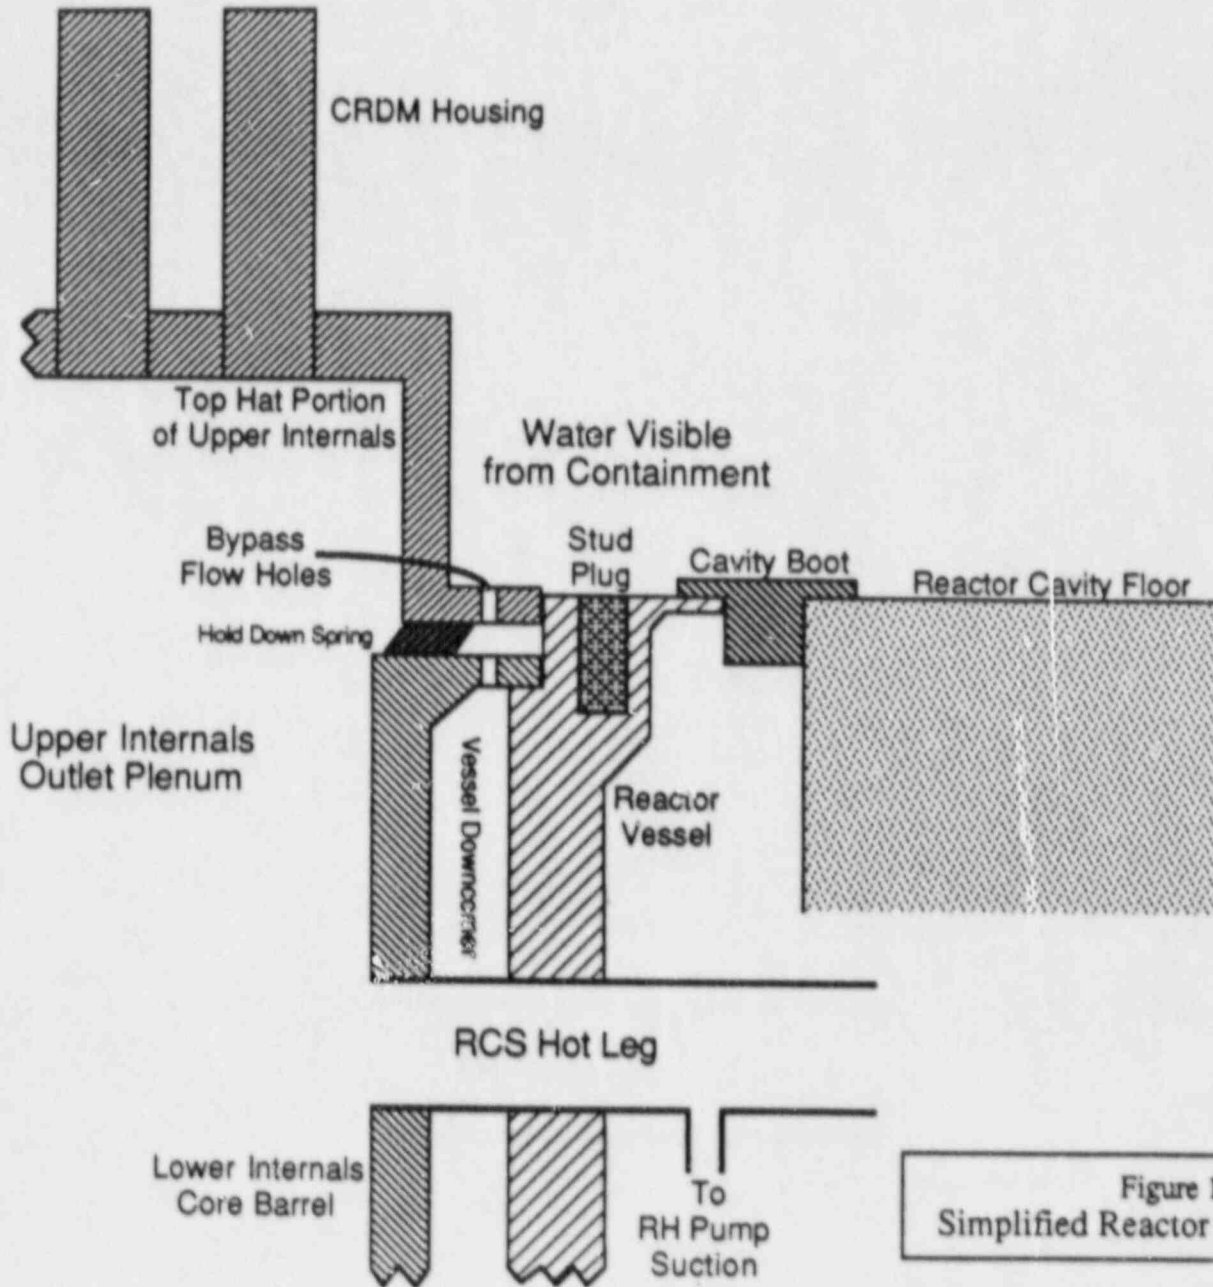 CRDM Housing
Top Hat Portion
of Upper Internals
Water Visible
from Containment
Bypass
Flow Holes
Stud
Plug
Cavity Boot
Reactor Cavity Floor
Hold Down Spring
Upper Internals
Outlet Plenum
Vessel Downcomer
Reactor
Vessel
RCS Hot Leg
Lower Internals
Core Barrel
To
RH Pump
Suction
Figure 1
Simplified Reactor